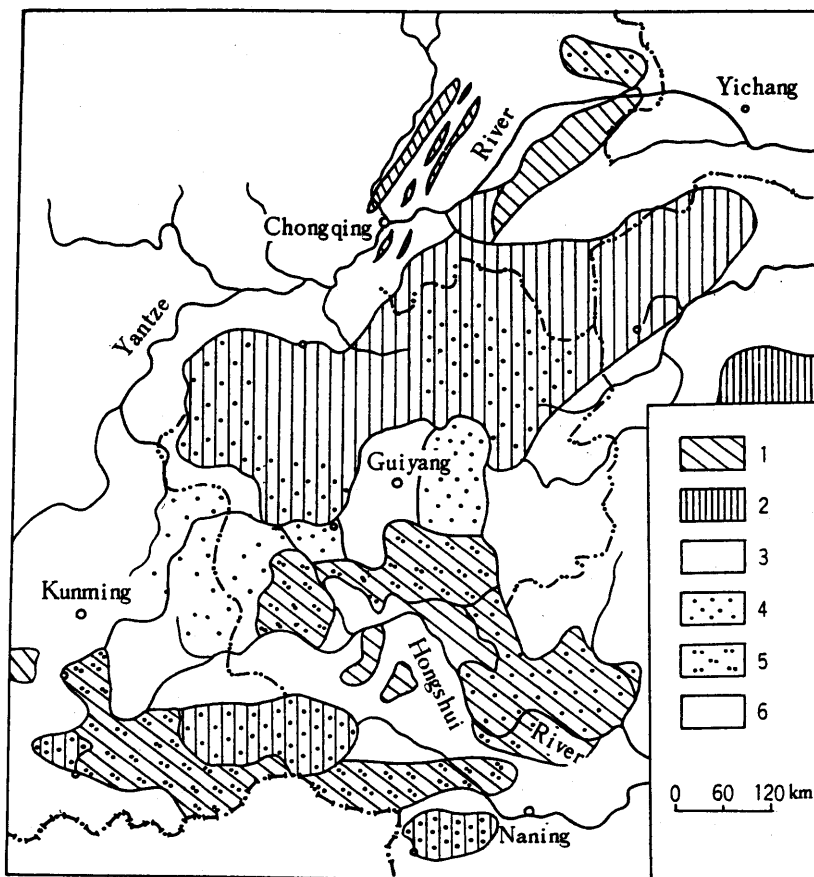 Yichang
River
Chongqing
Yantze
Guiyang
Kunming
Hongshui
River
Naning
1
2
3
4
5
6
0 60 120 km